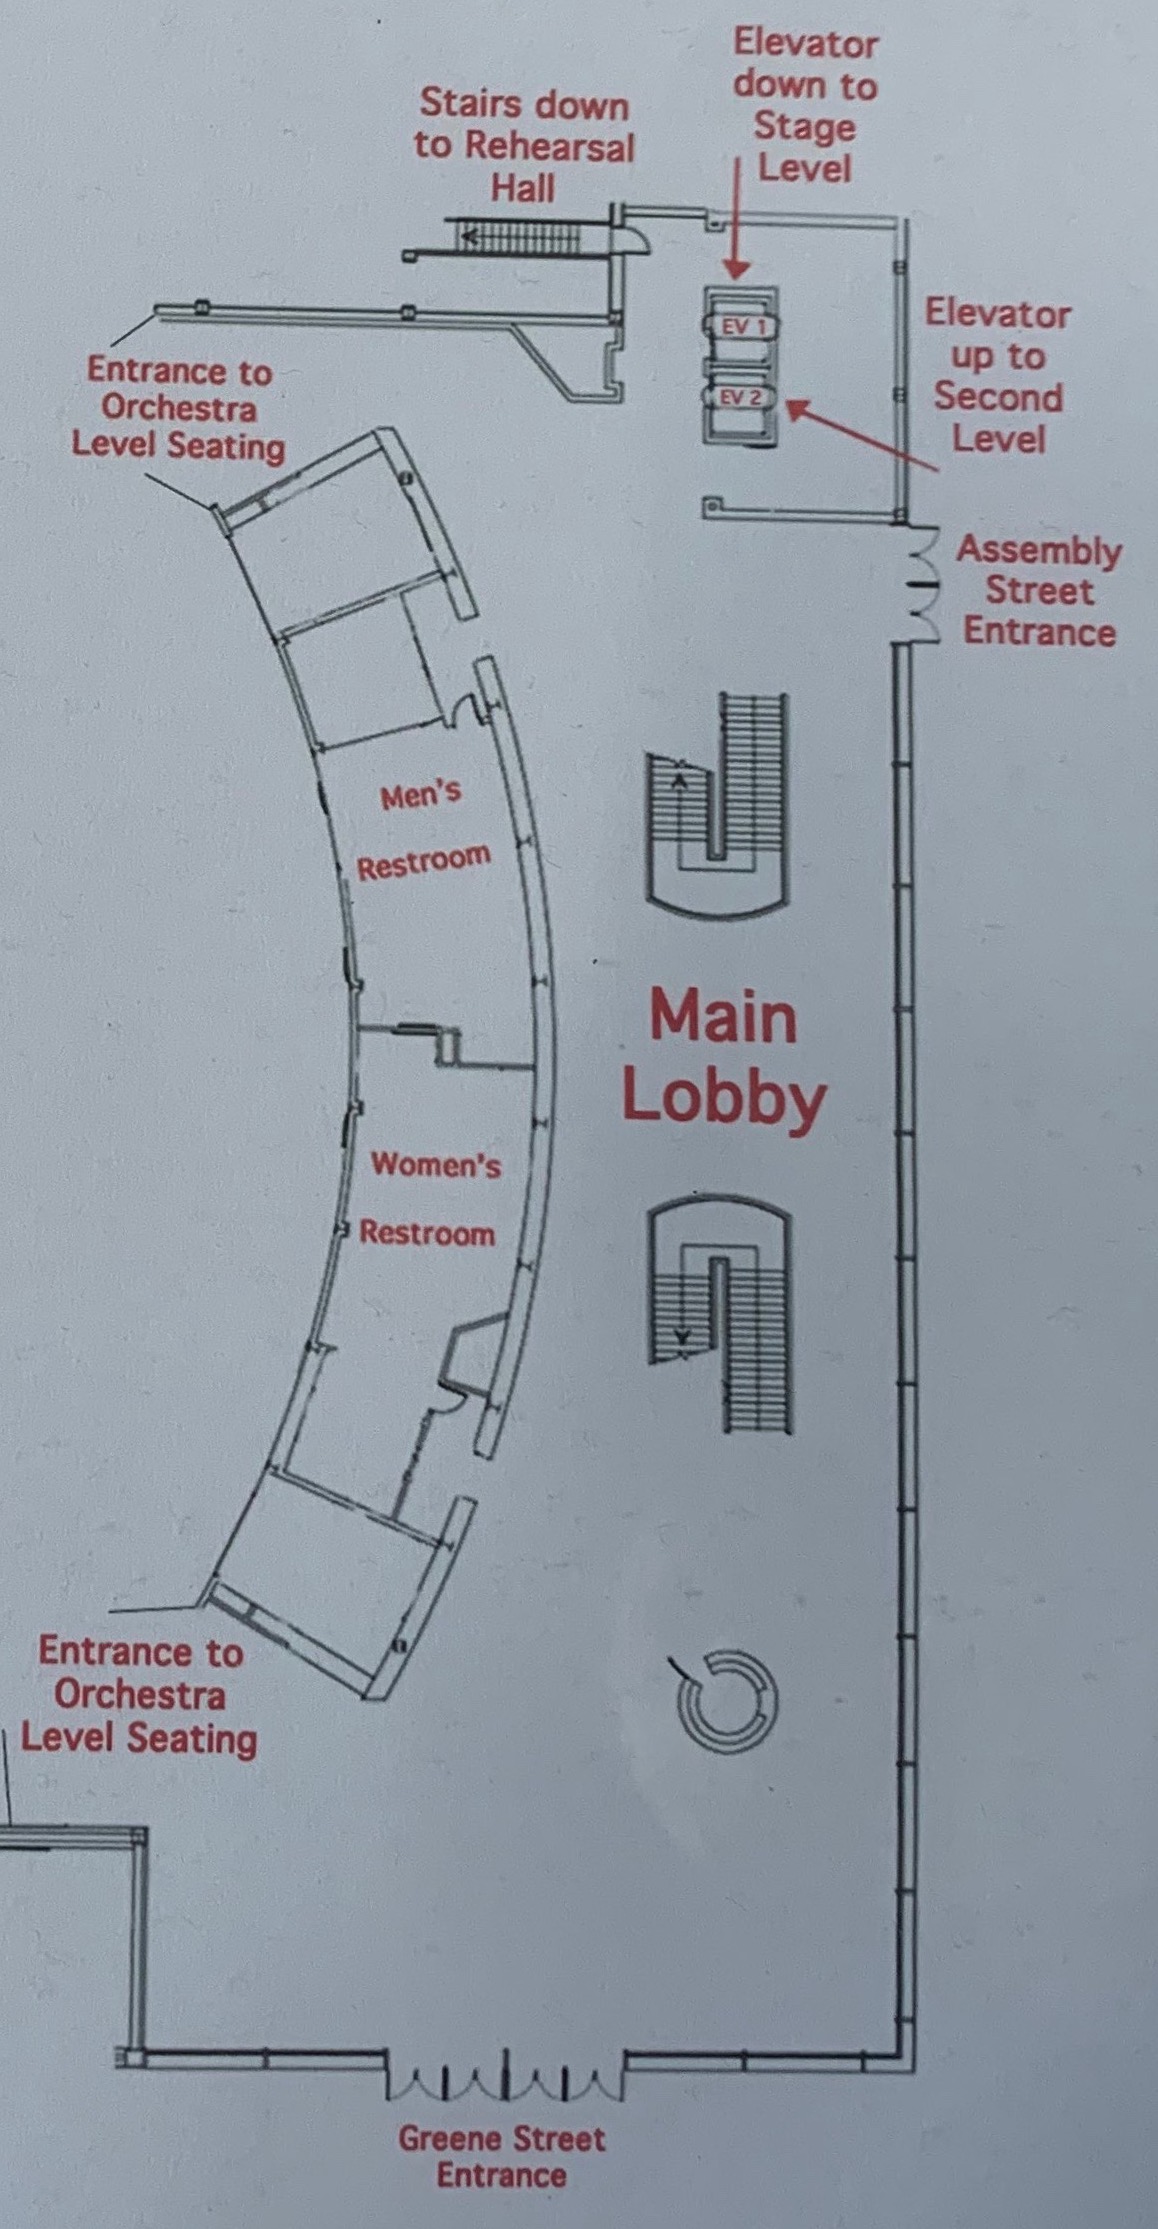 Elevator
down to
Stage
Level
Stairs down
to Rehearsal
Hall
EV 1
EV 2
Elevator
up to
Second
Level
Entrance to
Orchestra
Level Seating
Assembly
Street
Entrance
Men's
Restroom
Main
Lobby
Women's
Restroom
Entrance to
Orchestra
Level Seating
Greene Street
Entrance